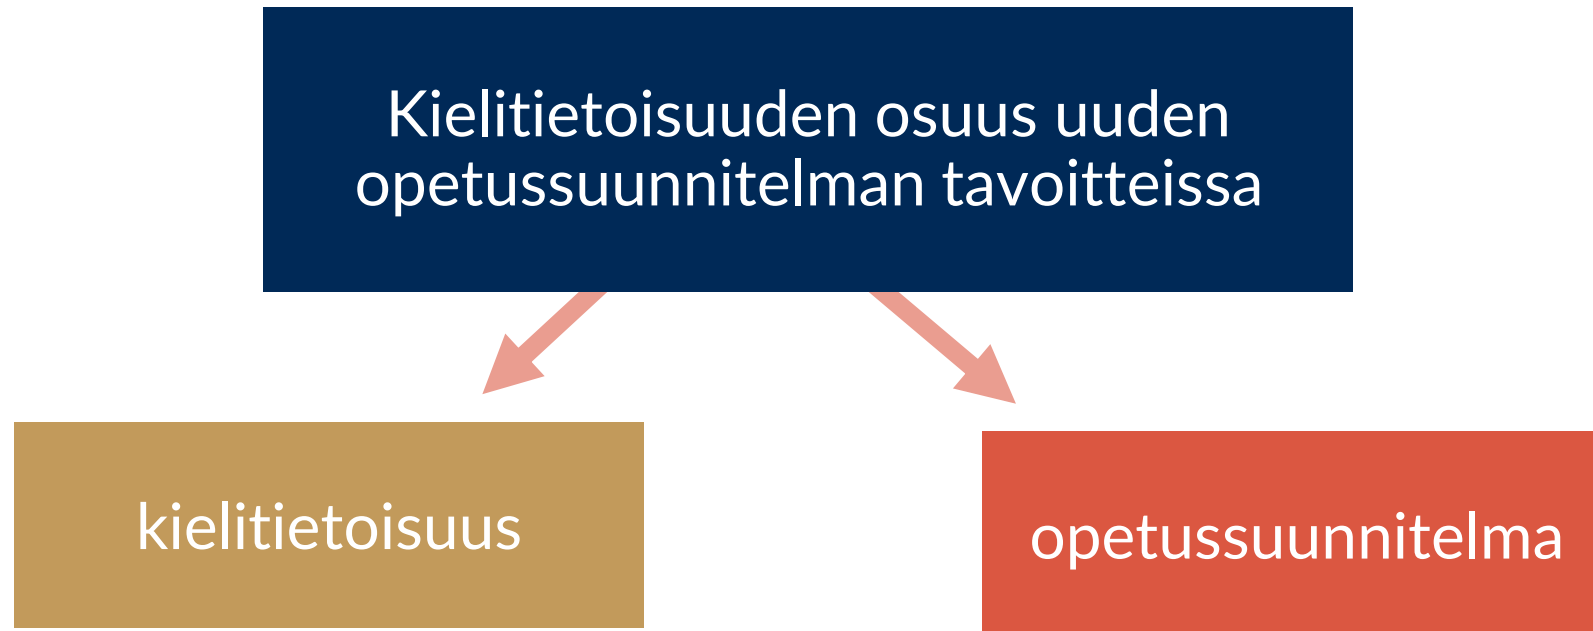 Kielitietoisuuden osuus uuden
opetussuunnitelman tavoitteissa
kielitietoisuus
opetussuunnitelma